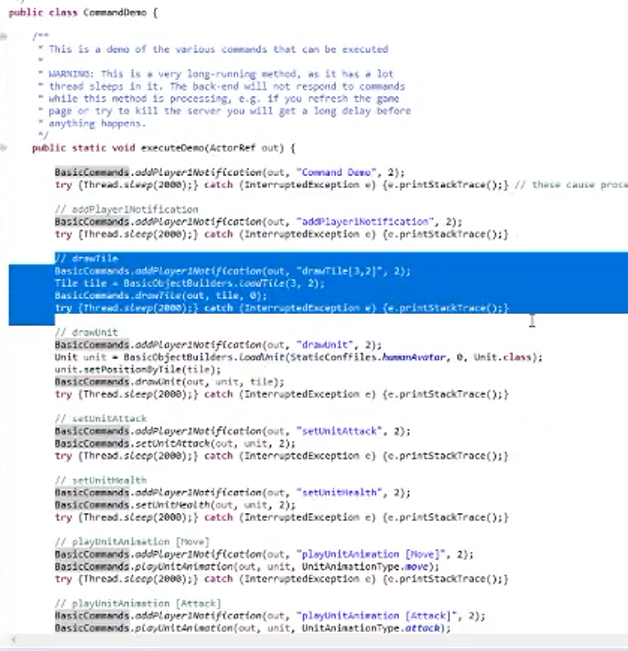 public class CommandDemo {
/**
* This is a demo of the various commands that can be executed
*
* WARNING: This is a very long-running method, as it has a lot
* thread sleeps in it. The back-end will not respond to commands
* while this method is processing, e.g. if you refresh the game
* page or try to kill the server you will get a long delay before
* anything happens.
*/
public static void executeDemo(ActorRef out) {
BasicCommands.addPlayer1Notification(out, "Command Demo", 2);
try {Thread.sleep(2000);} catch (InterruptedException e) {e.printStackTrace();} // these cause proce
// addPlayer1Notification
BasicCommands.addPlayer1Notification(out, "addPlayer1Notification", 2);
try {Thread.sleep(2000);} catch (InterruptedException e) {e.printStackTrace();}
// drawTile
BasicCommands.addPlayer1Notification(out, "drawTile[3,2]", 2);
Tile tile = BasicObjectBuilders.loadTile(3, 2);
BasicCommands.drawTile(out, tile, 0);
try {Thread.sleep(2000);} catch (InterruptedException e) {e.printStackTrace();}
// drawUnit
BasicCommands.addPlayer1Notification(out, "drawUnit", 2);
Unit unit = BasicObjectBuilders.loadUnit(StaticConfFiles.humanAvatar, 0, Unit.class);
unit.setPositionByTile(tile);
BasicCommands.drawUnit(out, unit, tile);
try {Thread.sleep(2000);} catch (InterruptedException e) {e.printStackTrace();}
// setUnitAttack
BasicCommands.addPlayer1Notification(out, "setUnitAttack", 2);
BasicCommands.setUnitAttack(out, unit, 2);
try {Thread.sleep(2000);} catch (InterruptedException e) {e.printStackTrace();}
// setUnitHealth
BasicCommands.addPlayer1Notification(out, "setUnitHealth", 2);
BasicCommands.setUnitHealth(out, unit, 2);
try {Thread.sleep(2000);} catch (InterruptedException e) {e.printStackTrace();}
// playUnitAnimation [Move]
BasicCommands.addPlayer1Notification(out, "playUnitAnimation [Move]", 2);
BasicCommands.playUnitAnimation(out, unit, UnitAnimationType.move);
try {Thread.sleep(2000);} catch (InterruptedException e) {e.printStackTrace();}
// playUnitAnimation [Attack]
BasicCommands.addPlayer1Notification(out, "playUnitAnimation [Attack]", 2);
BasicCommands.playUnitAnimation(out, unit, UnitAnimationType.attack);